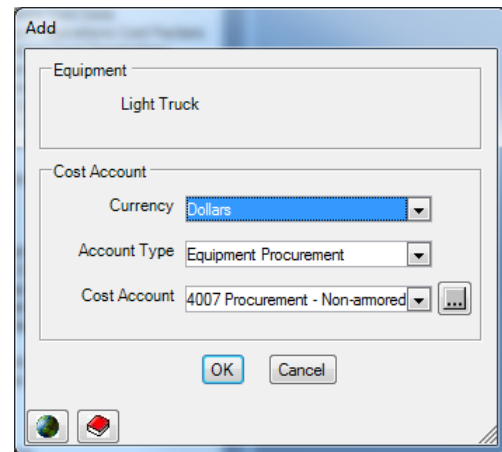 Add
Equipment
Light Truck
Cost Account
Currency Dollars
Account Type Equipment Procurement
Cost Account 4007 Procurement - Non-armored ...
OK Cancel